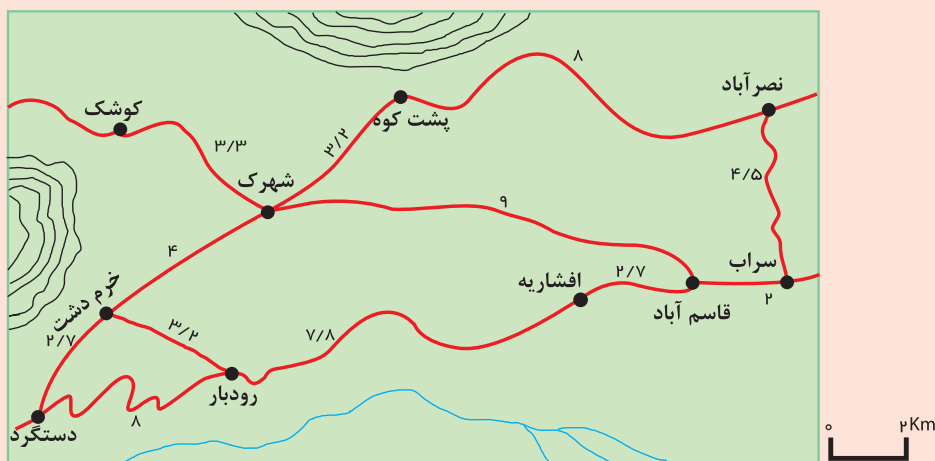 ۸
نصرآباد
کوشک
پشت کوه
۳/۳
۳/۲
۴/۵
شهرک
۹
۴
سراب
افشاریه
۲/۷
۲
خرم دشت
قاسم آباد
۳/۲
۷/۸
۲/۷
رودبار
۸
دستگرد
۰ ۲Km